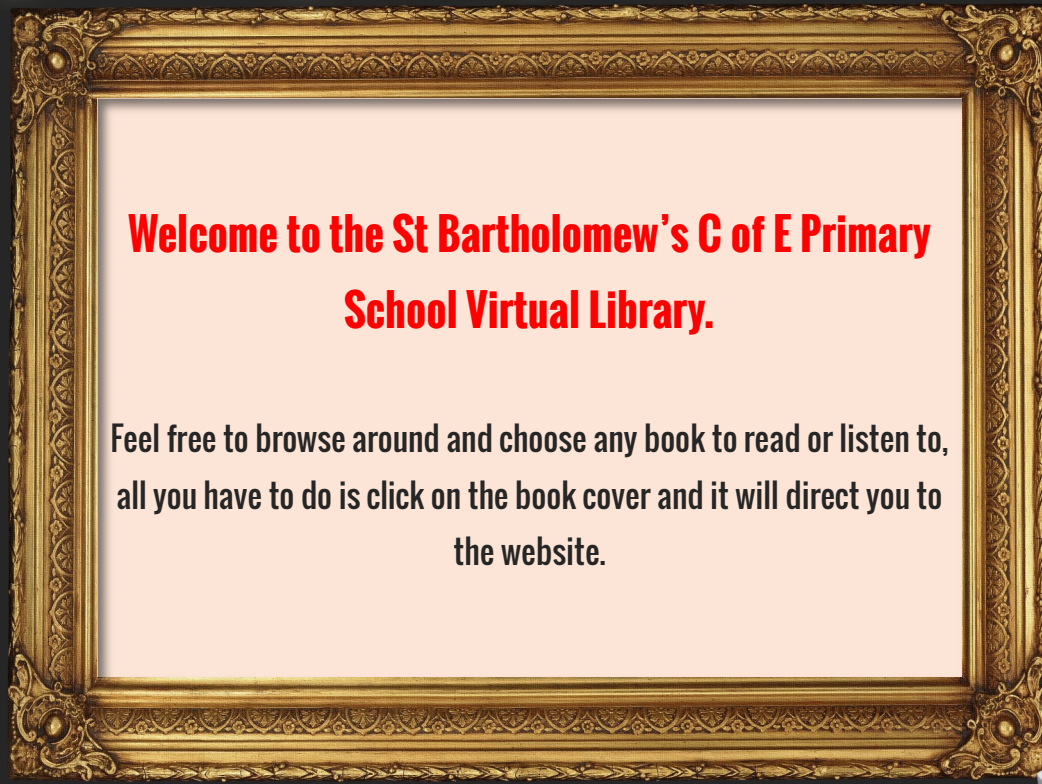 Welcome to the St Bartholomew’s C of E Primary
School Virtual Library.
Feel free to browse around and choose any book to read or listen to,
all you have to do is click on the book cover and it will direct you to
the website.